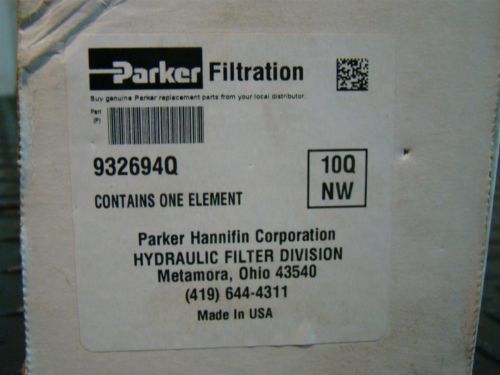 Parker Filtration
Buy genuine Parker replacement parts from your local distributor.
Part
(P)
932694Q
10Q
NW
CONTAINS ONE ELEMENT
Parker Hannifin Corporation
HYDRAULIC FILTER DIVISION
Metamora, Ohio 43540
(419) 644-4311
Made In USA